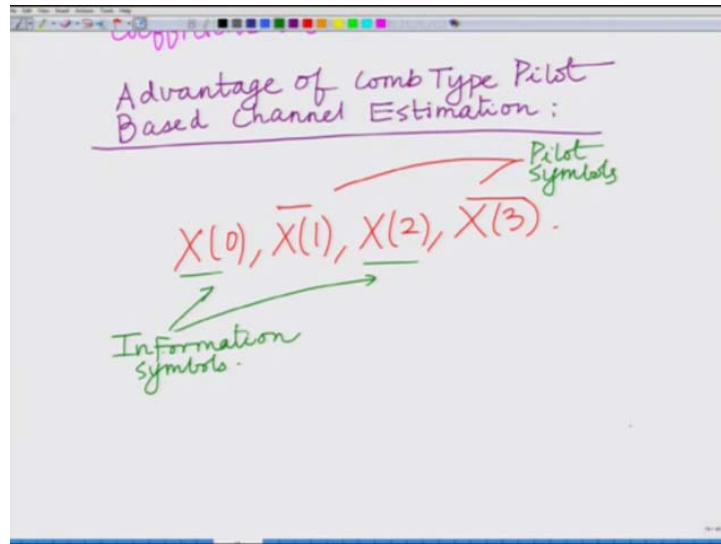 Advantage of Comb Type Pilot
Based Channel Estimation :
Pilot
symbols
X(0), X(1), X(2), X(3).
Information
symbols.